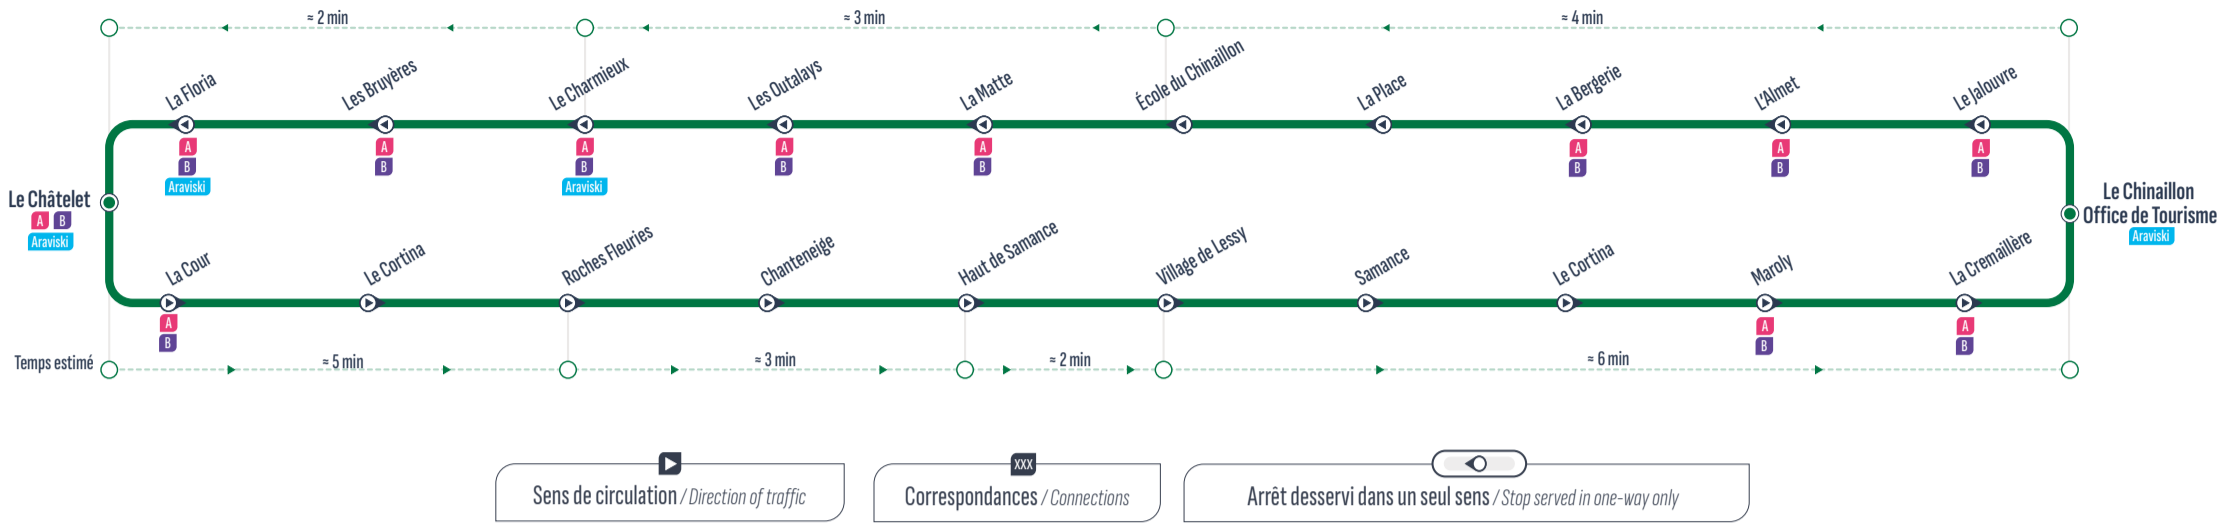 ≈ 2 min
≈ 3 min
≈ 4 min
La Floria
Les Bruyères
Le Charmieux
Les Outalays
La Matte
École du Chinaillon
La Place
La Bergerie
L'Almet
Le Jalouvre
A
B
Araviski
A
B
A
B
Araviski
A
B
A
B
A
B
A
B
A
B
Le Châtelet
A B
Araviski
Le Chinaillon
Office de Tourisme
Araviski
La Cour
Le Cortina
Roches Fleuries
Chanteneige
Haut de Samance
Village de Lessy
Samance
Le Cortina
Maroly
La Cremaillère
A
B
A
B
A
B
Temps estimé
≈ 5 min
≈ 3 min
≈ 2 min
≈ 6 min
Sens de circulation / Direction of traffic
XXX
Correspondances / Connections
Arrêt desservi dans un seul sens / Stop served in one-way only